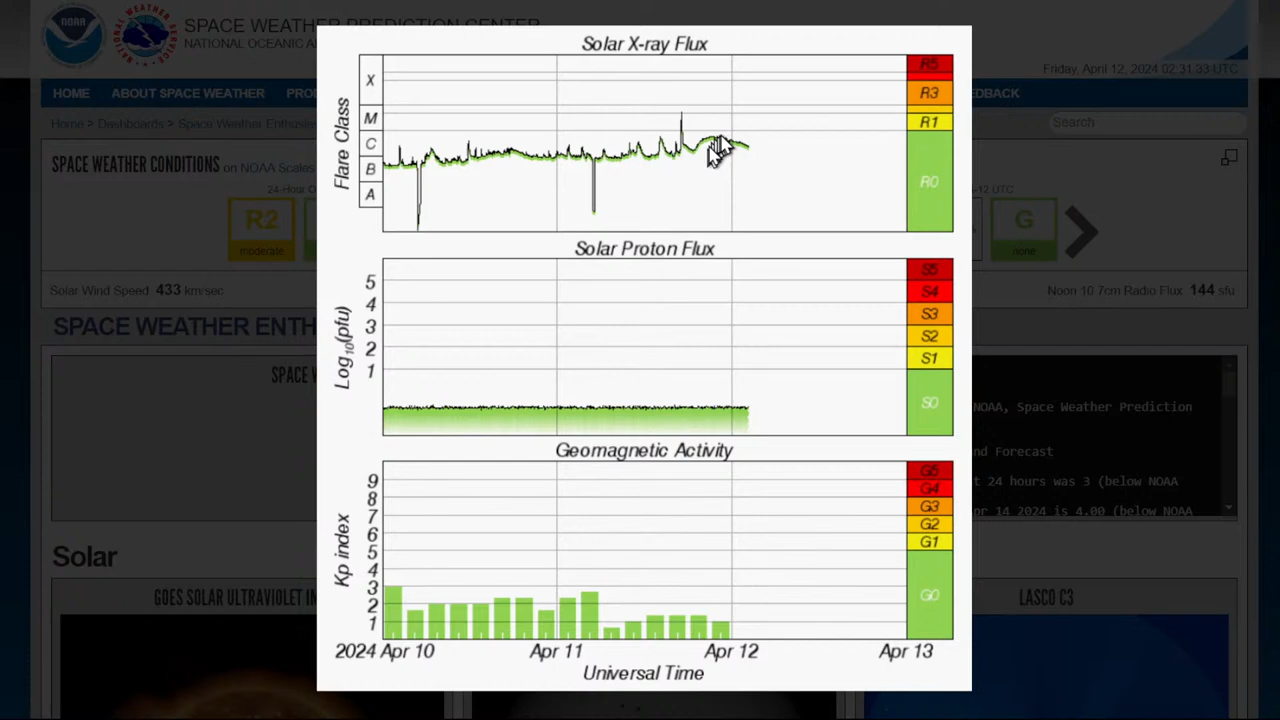 SPACE WEATHER PREDICTION CENTER
NATIONAL OCEANIC A
Friday, April 12, 2024 02:31:33 UTC
HOME ABOUT SPACE WEATHER PROD EEDBACK
Home » Dashboards » Space Weather Enthusias
Search
SPACE WEATHER CONDITIONS on NOAA Scales
24-Hour O
-12 UTC
R2
moderate
G
none
Solar Wind Speed: 433 km/sec
Noon 10.7cm Radio Flux: 144 sfu
SPACE WEATHER ENTH
SPACE W
NOAA, Space Weather Prediction
nd Forecast
t 24 hours was 3 (below NOAA
pr 14 2024 is 4.00 (below NOAA
Solar
GOES SOLAR ULTRAVIOLET IM
LASCO C3
Solar X-ray Flux
Flare Class
X
M
C
B
A
R5
R3
R1
R0
Solar Proton Flux
Log10(pfu)
5
4
3
2
1
S5
S4
S3
S2
S1
S0
Geomagnetic Activity
Kp index
9
8
7
6
5
4
3
2
1
G5
G4
G3
G2
G1
G0
2024 Apr 10 Apr 11 Apr 12 Apr 13
Universal Time